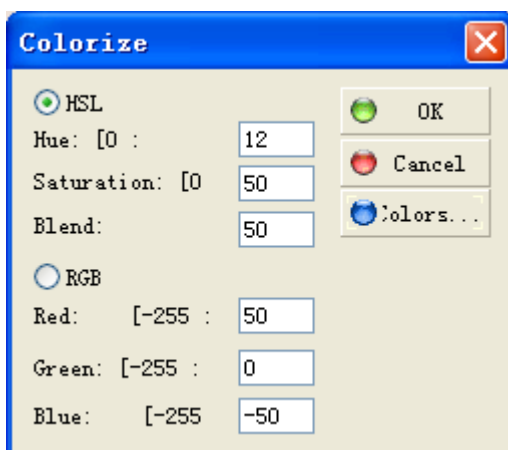 Colorize
HSL
OK
Hue: [0 :
12
Cancel
Saturation: [0
50
Colors...
Blend:
50
RGB
Red: [-255 :
50
Green: [-255 :
0
Blue: [-255
-50